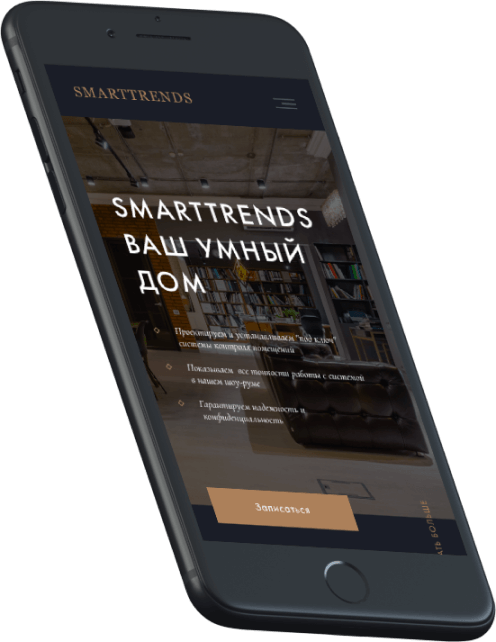 SMARTTRENDS
SMARTTRENDS
ВАШ УМНЫЙ
ДОМ
Проектируем и устанавливаем "под ключ"
системы контроля помещений
Показываем все тонкости работы с системой
в нашем шоу-руме
Гарантируем надежность и
конфиденциальность
Записаться
АТЬ БОЛЬШЕ